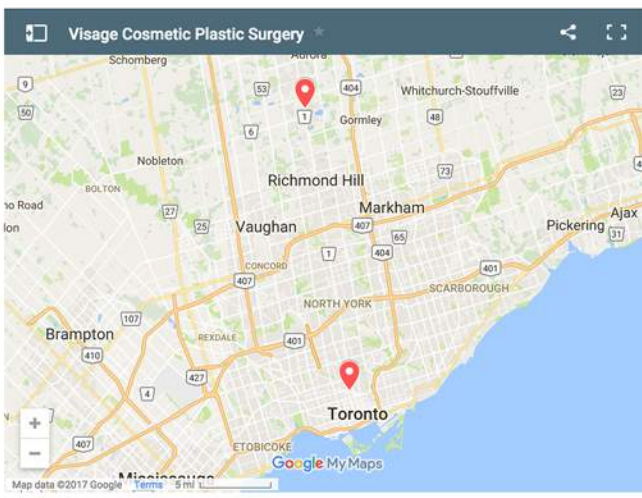 Visage Cosmetic Plastic Surgery
Schomberg
Aurora
9
53
404
Whitchurch-Stouffville
23
50
1
Gormley
48
6
Nobleton
73
Richmond Hill
BOLTON
27
Markham
Ajax
25
Vaughan
407
Pickering
31
65
1
404
CONCORD
401
407
SCARBOROUGH
NORTH YORK
107
Brampton
REXDALE
401
410
427
4
Toronto
407
ETOBICOKE
Google My Maps
Mississauga
Map data ©2017 Google Terms 5 mi